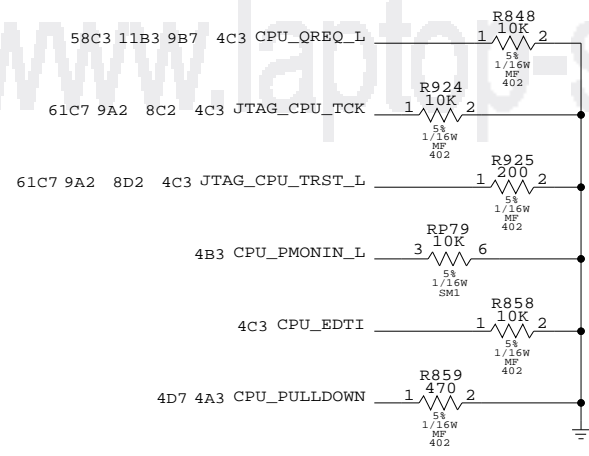 www.laptop-s
R848
10K
58C3 11B3 9B7 4C3 CPU_QREQ_L 1 2
5%
1/16W
MF
402
R924
10K
61C7 9A2 8C2 4C3 JTAG_CPU_TCK 1 2
5%
1/16W
MF
402
R925
200
61C7 9A2 8D2 4C3 JTAG_CPU_TRST_L 1 2
5%
1/16W
MF
402
RP79
10K
4B3 CPU_PMONIN_L 3 6
5%
1/16W
SM1
R858
10K
4C3 CPU_EDTI 1 2
5%
1/16W
MF
402
R859
470
4D7 4A3 CPU_PULLDOWN 1 2
5%
1/16W
MF
402